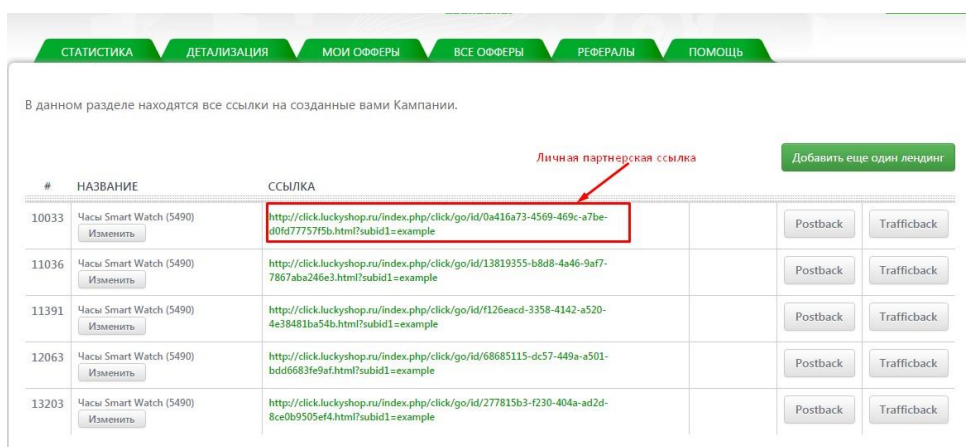 СТАТИСТИКА ДЕТАЛИЗАЦИЯ МОИ ОФФЕРЫ ВСЕ ОФФЕРЫ РЕФЕРАЛЫ ПОМОЩЬ
В данном разделе находятся все ссылки на созданные вами Кампании.
Личная партнерская ссылка
Добавить еще один лендинг
# НАЗВАНИЕ ССЫЛКА
10033 Часы Smart Watch (5490) http://click.luckyshop.ru/index.php/click/go/id/0a416a73-4569-469c-a7be- Postback Trafficback
Изменить d0fd77757f5b.html?subid1=example
11036 Часы Smart Watch (5490) http://click.luckyshop.ru/index.php/click/go/id/13819355-b8d8-4a46-9af7- Postback Trafficback
Изменить 7867aba246e3.html?subid1=example
11391 Часы Smart Watch (5490) http://click.luckyshop.ru/index.php/click/go/id/f126eacd-3358-4142-a520- Postback Trafficback
Изменить 4e38481ba54b.html?subid1=example
12063 Часы Smart Watch (5490) http://click.luckyshop.ru/index.php/click/go/id/68685115-dc57-449a-a501- Postback Trafficback
Изменить bdd6683fe9af.html?subid1=example
13203 Часы Smart Watch (5490) http://click.luckyshop.ru/index.php/click/go/id/277815b3-f230-404a-ad2d- Postback Trafficback
Изменить 8ce0b9505ef4.html?subid1=example